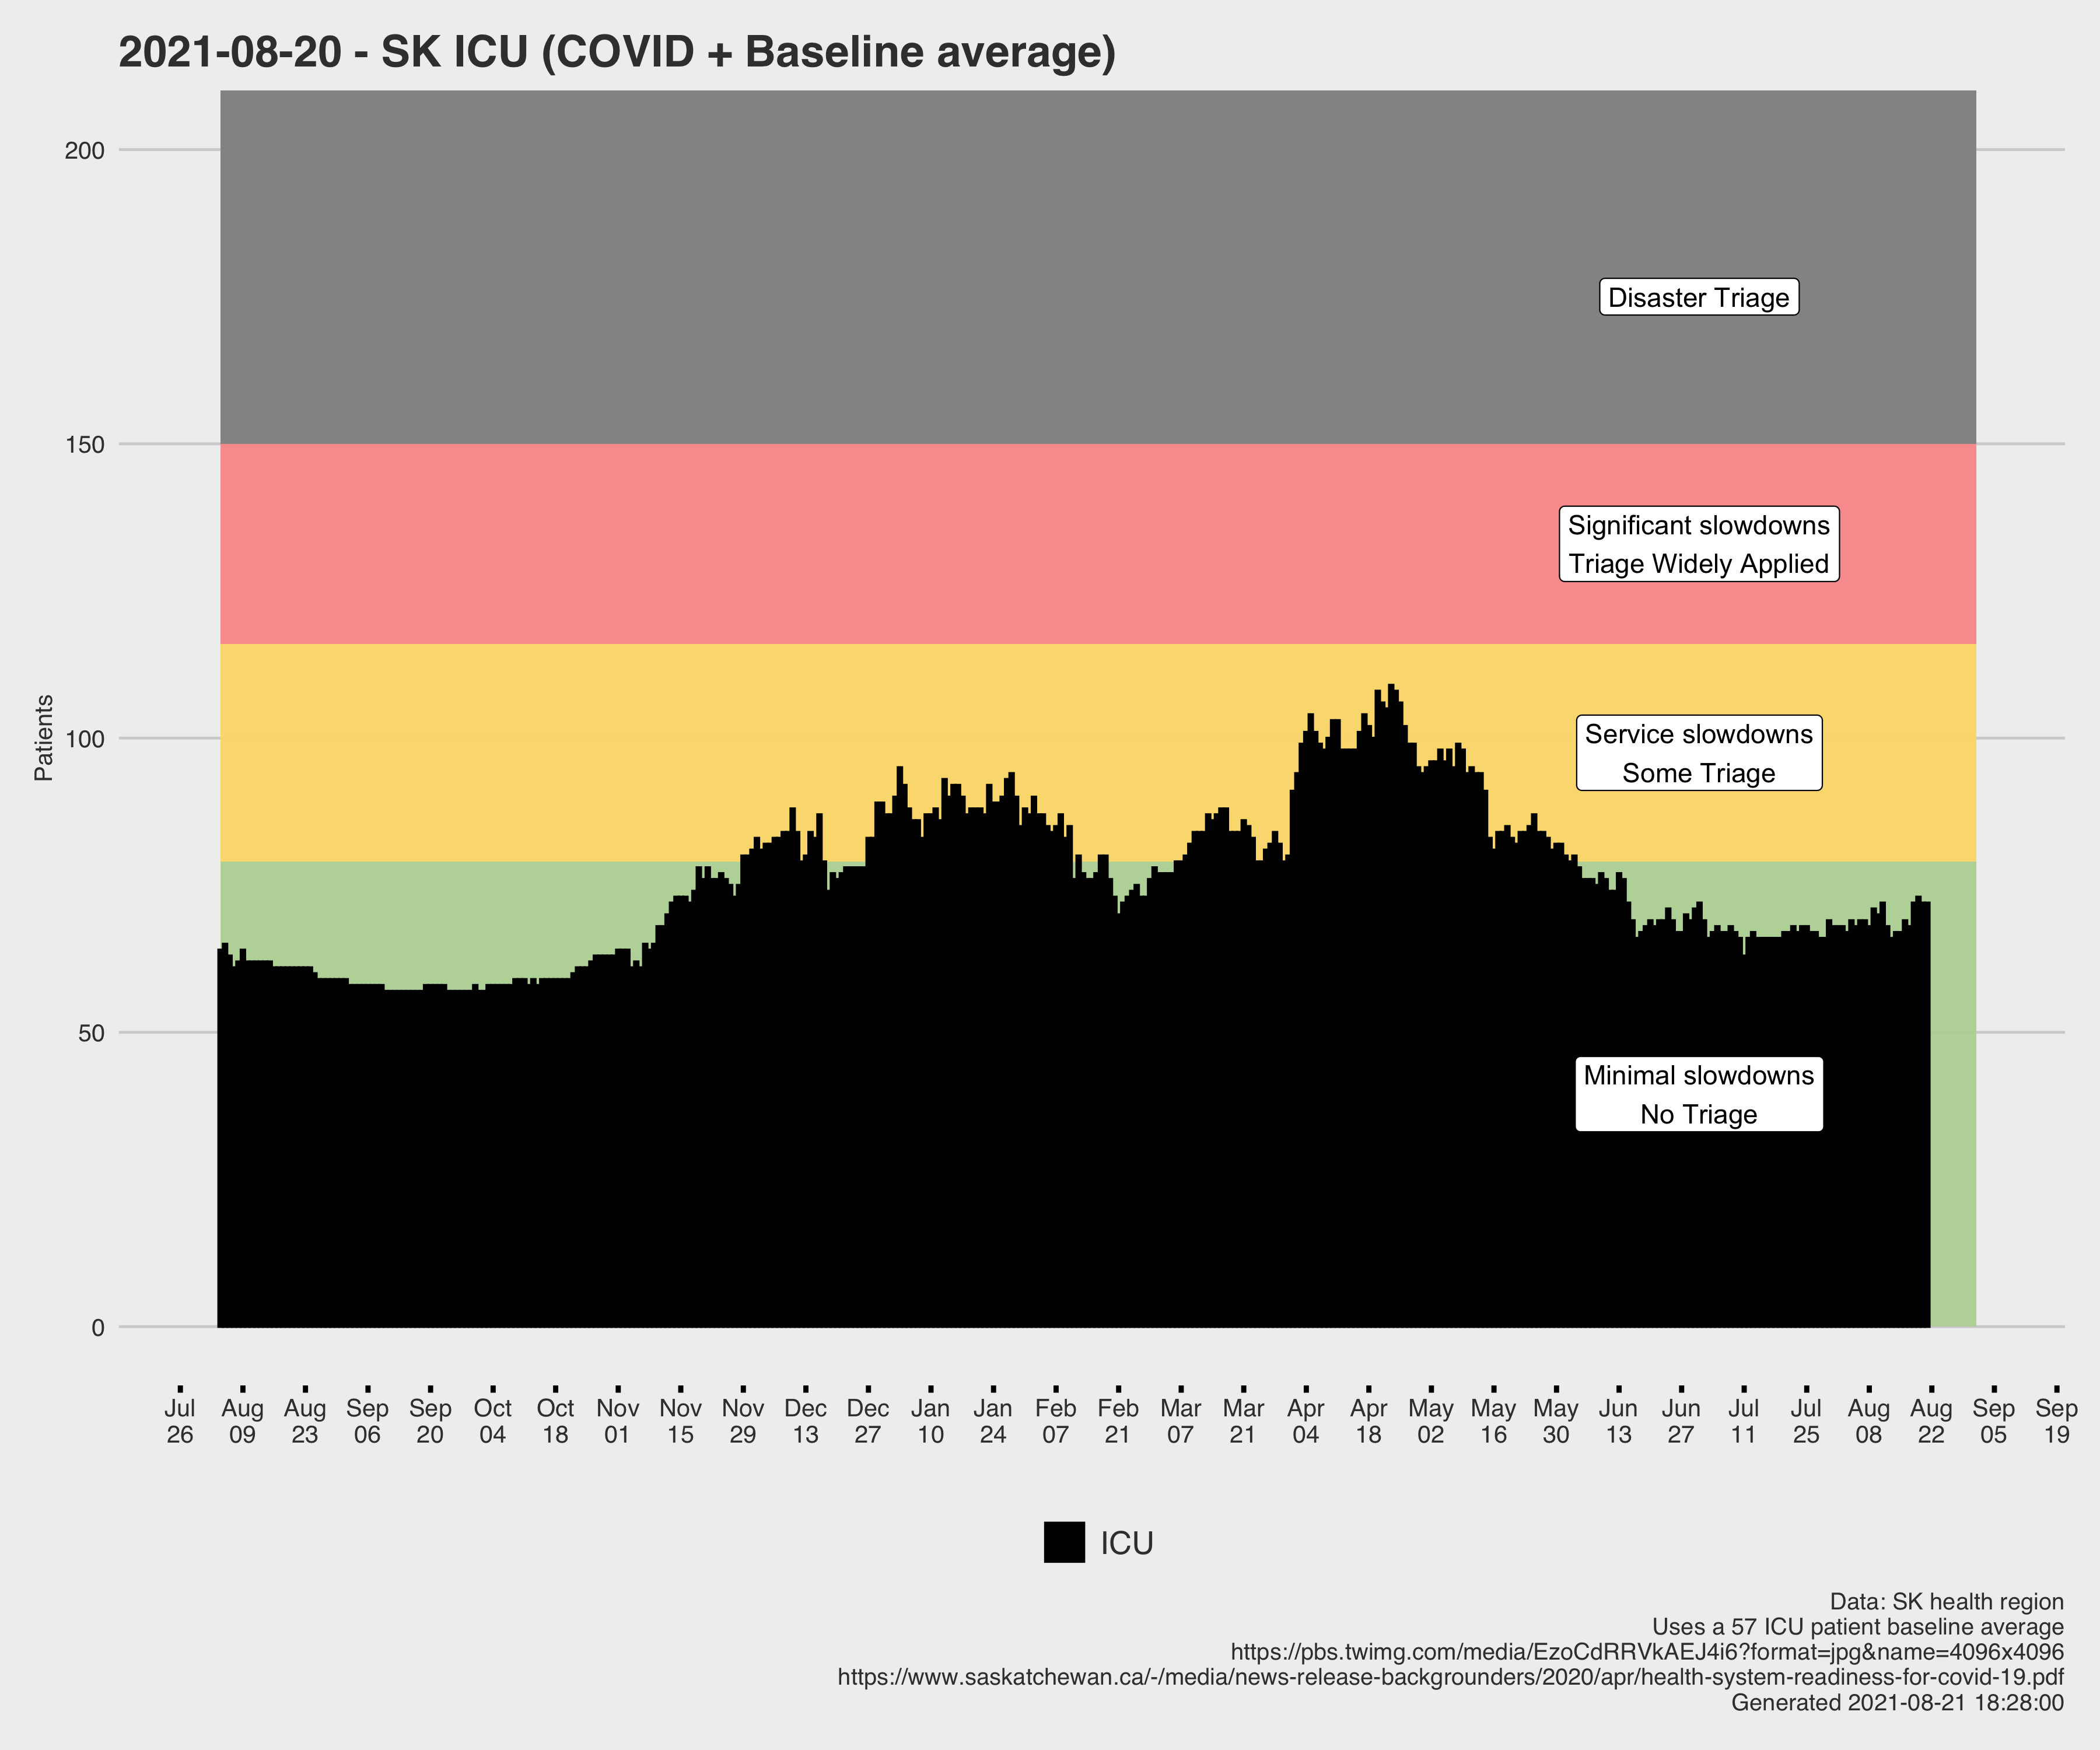 2021-08-20 - SK ICU (COVID + Baseline average)
200
150
100
50
0
Patients
Disaster Triage
Significant slowdowns
Triage Widely Applied
Service slowdowns
Some Triage
Minimal slowdowns
No Triage
Jul Aug Aug Sep Sep Oct Oct Nov Nov Nov Dec Dec Jan Jan Feb Feb Mar Mar Apr Apr May May May Jun Jun Jul Jul Aug Aug Sep Sep
26 09 23 06 20 04 18 01 15 29 13 27 10 24 07 21 07 21 04 18 02 16 30 13 27 11 25 08 22 05 19
ICU
Data: SK health region
Uses a 57 ICU patient baseline average
https://pbs.twimg.com/media/EzoCdRRVkAEJ4i6?format=jpg&name=4096x4096
https://www.saskatchewan.ca/-/media/news-release-backgrounders/2020/apr/health-system-readiness-for-covid-19.pdf
Generated 2021-08-21 18:28:00